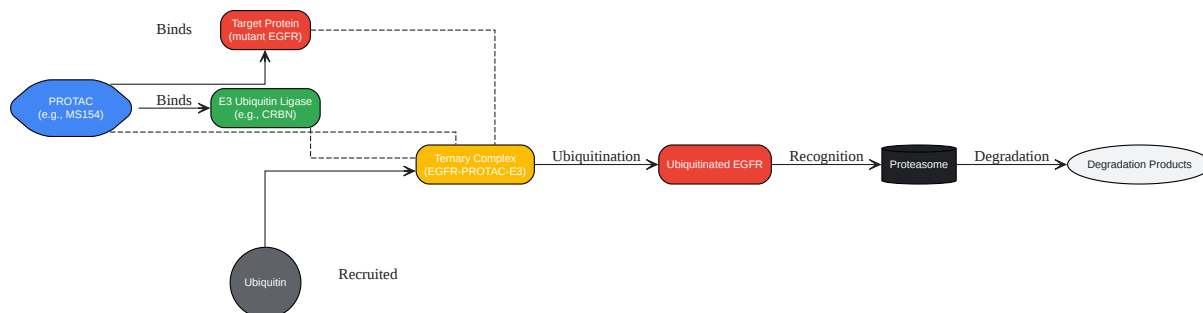 Binds
Target Protein
(mutant EGFR)
PROTAC
(e.g., MS154)
Binds
E3 Ubiquitin Ligase
(e.g., CRBN)
Ternary Complex
(EGFR-PROTAC-E3)
Ubiquitination
Ubiquitinated EGFR
Recognition
Proteasome
Degradation
Degradation Products
Ubiquitin
Recruited